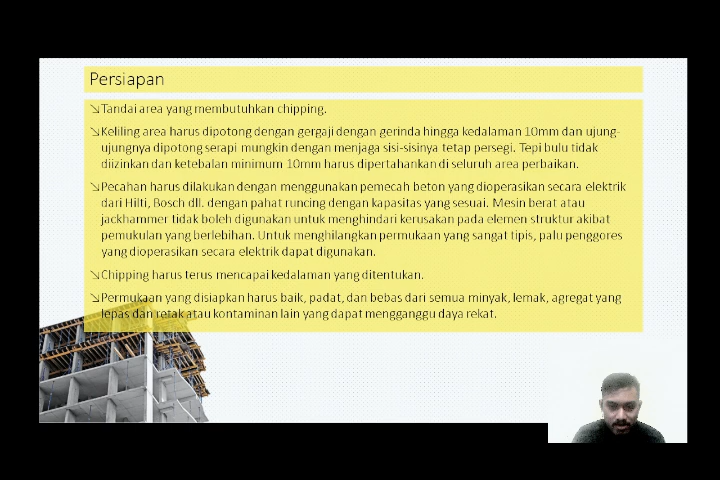 Persiapan
Tandai area yang membutuhkan chipping.
Keliling area harus dipotong dengan gergaji dengan gerinda hingga kedalaman 10mm dan ujung-
ujungnya dipotong serapi mungkin dengan menjaga sisi-sisinya tetap persegi. Tepi bulu tidak
diizinkan dan ketebalan minimum 10mm harus dipertahankan di seluruh area perbaikan.
Pecahan harus dilakukan dengan menggunakan pemecah beton yang dioperasikan secara elektrik
dari Hilti, Bosch dll. dengan pahat runcing dengan kapasitas yang sesuai. Mesin berat atau
jackhammer tidak boleh digunakan untuk menghindari kerusakan pada elemen struktur akibat
pemukulan yang berlebihan. Untuk menghilangkan permukaan yang sangat tipis, palu penggores
yang dioperasikan secara elektrik dapat digunakan.
Chipping harus terus mencapai kedalaman yang ditentukan.
Permukaan yang disiapkan harus baik, padat, dan bebas dari semua minyak, lemak, agregat yang
lepas dan retak atau kontaminan lain yang dapat mengganggu daya rekat.